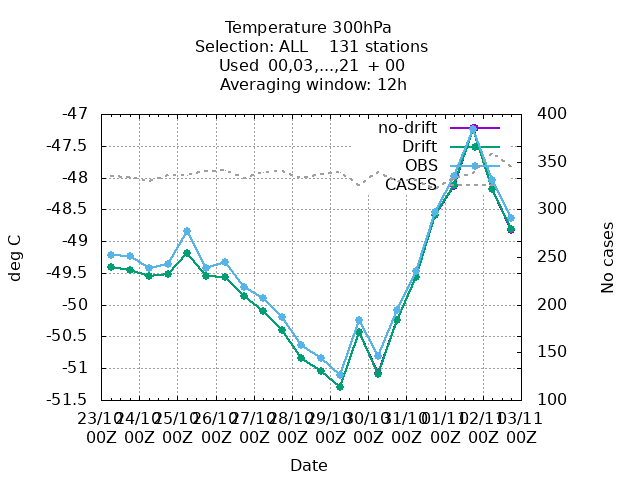 Temperature 300hPa
Selection: ALL 131 stations
Used 00,03,...,21 + 00
Averaging window: 12h
no-drift
Drift
OBS
CASES
-47
-47.5
-48
-48.5
-49
-49.5
-50
-50.5
-51
-51.5
400
350
300
250
200
150
100
deg C
No cases
23/10 24/10 25/10 26/10 27/10 28/10 29/10 30/10 31/10 01/11 02/11 03/11
00Z 00Z 00Z 00Z 00Z 00Z 00Z 00Z 00Z 00Z 00Z 00Z
Date